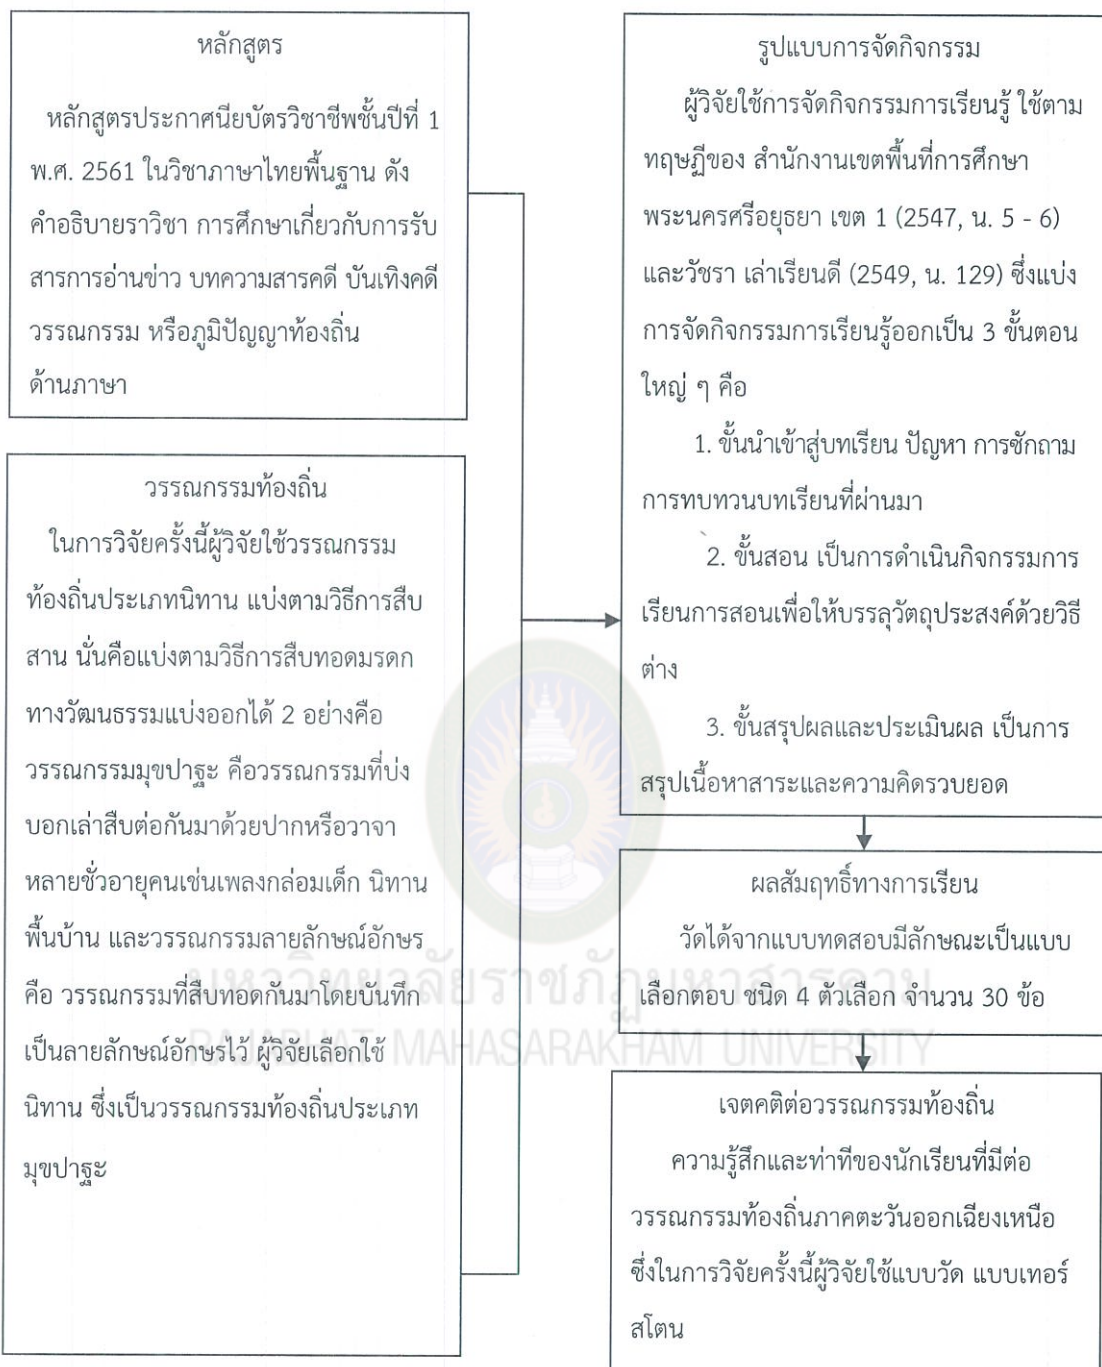 หลักสูตร
หลักสูตรประกาศนียบัตรวิชาชีพชั้นปีที่ 1
พ.ศ. 2561 ในวิชาภาษาไทยพื้นฐาน ดัง
คำอธิบายราวิชา การศึกษาเกี่ยวกับการรับ
สารการอ่านข่าว บทความสารคดี บันเทิงคดี
วรรณกรรม หรือภูมิปัญญาท้องถิ่น
ด้านภาษา
วรรณกรรมท้องถิ่น
ในการวิจัยครั้งนี้ผู้วิจัยใช้วรรณกรรม
ท้องถิ่นประเภทนิทาน แบ่งตามวิธีการสืบ
สาน นั่นคือแบ่งตามวิธีการสืบทอดมรดก
ทางวัฒนธรรมแบ่งออกได้ 2 อย่างคือ
วรรณกรรมมุขปาฐะ คือวรรณกรรมที่บ่ง
บอกเล่าสืบต่อกันมาด้วยปากหรือวาจา
หลายชั่วอายุคนเช่นเพลงกล่อมเด็ก นิทาน
พื้นบ้าน และวรรณกรรมลายลักษณ์อักษร
คือ วรรณกรรมที่สืบทอดกันมาโดยบันทึก
เป็นลายลักษณ์อักษรไว้ ผู้วิจัยเลือกใช้
นิทาน ซึ่งเป็นวรรณกรรมท้องถิ่นประเภท
มุขปาฐะ
รูปแบบการจัดกิจกรรม
ผู้วิจัยใช้การจัดกิจกรรมการเรียนรู้ ใช้ตาม
ทฤษฎีของ สำนักงานเขตพื้นที่การศึกษา
พระนครศรีอยุธยา เขต 1 (2547, น. 5 - 6)
และวัชรา เล่าเรียนดี (2549, น. 129) ซึ่งแบ่ง
การจัดกิจกรรมการเรียนรู้ออกเป็น 3 ขั้นตอน
ใหญ่ ๆ คือ
1. ขั้นนำเข้าสู่บทเรียน ปัญหา การซักถาม
การทบทวนบทเรียนที่ผ่านมา
2. ขั้นสอน เป็นการดำเนินกิจกรรมการ
เรียนการสอนเพื่อให้บรรลุวัตถุประสงค์ด้วยวิธี
ต่าง
3. ขั้นสรุปผลและประเมินผล เป็นการ
สรุปเนื้อหาสาระและความคิดรวบยอด
ผลสัมฤทธิ์ทางการเรียน
วัดได้จากแบบทดสอบมีลักษณะเป็นแบบ
เลือกตอบ ชนิด 4 ตัวเลือก จำนวน 30 ข้อ
เจตคติต่อวรรณกรรมท้องถิ่น
ความรู้สึกและท่าทีของนักเรียนที่มีต่อ
วรรณกรรมท้องถิ่นภาคตะวันออกเฉียงเหนือ
ซึ่งในการวิจัยครั้งนี้ผู้วิจัยใช้แบบวัด แบบเทอร์
สโตน
มหาวิทยาลัยราชภัฏมหาสารคาม
RAJABHAT MAHASARAKHAM UNIVERSITY